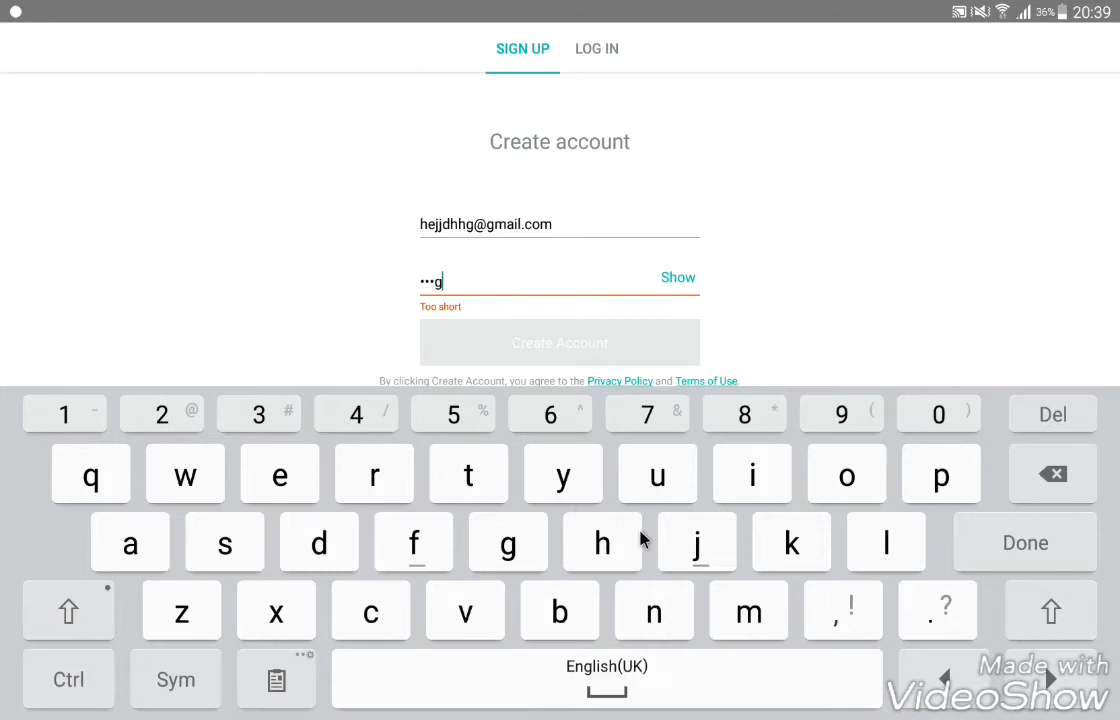 36% 20:39
SIGN UP LOG IN
Create account
hejjdhhg@gmail.com
•••g Show
Too short
Create Account
By clicking Create Account, you agree to the Privacy Policy and Terms of Use.
1 - 2 @ 3 # 4 / 5 % 6 ^ 7 & 8 * 9 ( 0 ) Del
q w e r t y u i o p
a s d f g h j k l Done
z x c v b n m , ! . ?
Ctrl Sym English(UK)
Made with
VideoShow